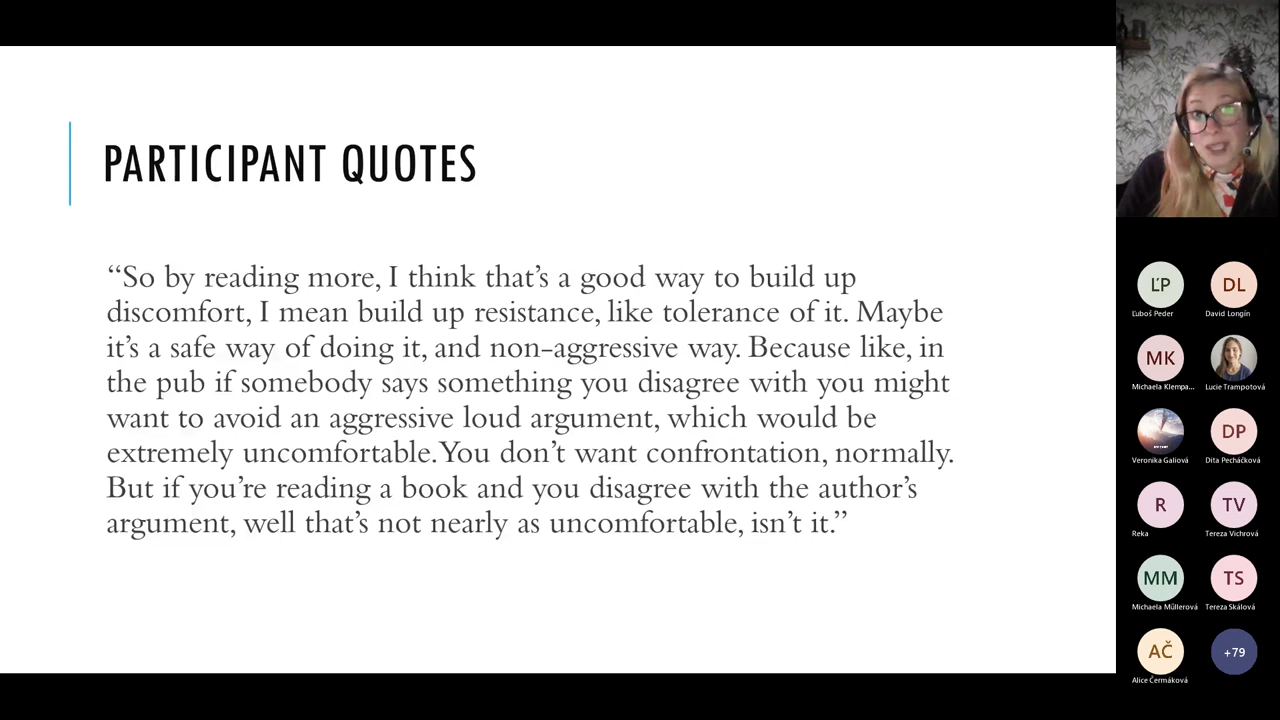 PARTICIPANT QUOTES
“So by reading more, I think that’s a good way to build up
discomfort, I mean build up resistance, like tolerance of it. Maybe
it’s a safe way of doing it, and non-aggressive way. Because like, in
the pub if somebody says something you disagree with you might
want to avoid an aggressive loud argument, which would be
extremely uncomfortable. You don’t want confrontation, normally.
But if you’re reading a book and you disagree with the author’s
argument, well that’s not nearly as uncomfortable, isn’t it.”
ĽP DL
Ľuboš Peder David Longín
MK
Michaela Klempa... Lucie Trampotová
DP
Veronika Galiová Dita Pecháčková
R TV
Reka Tereza Vichrová
MM TS
Michaela Müllerová Tereza Skálová
AČ +79
Alice Čermáková